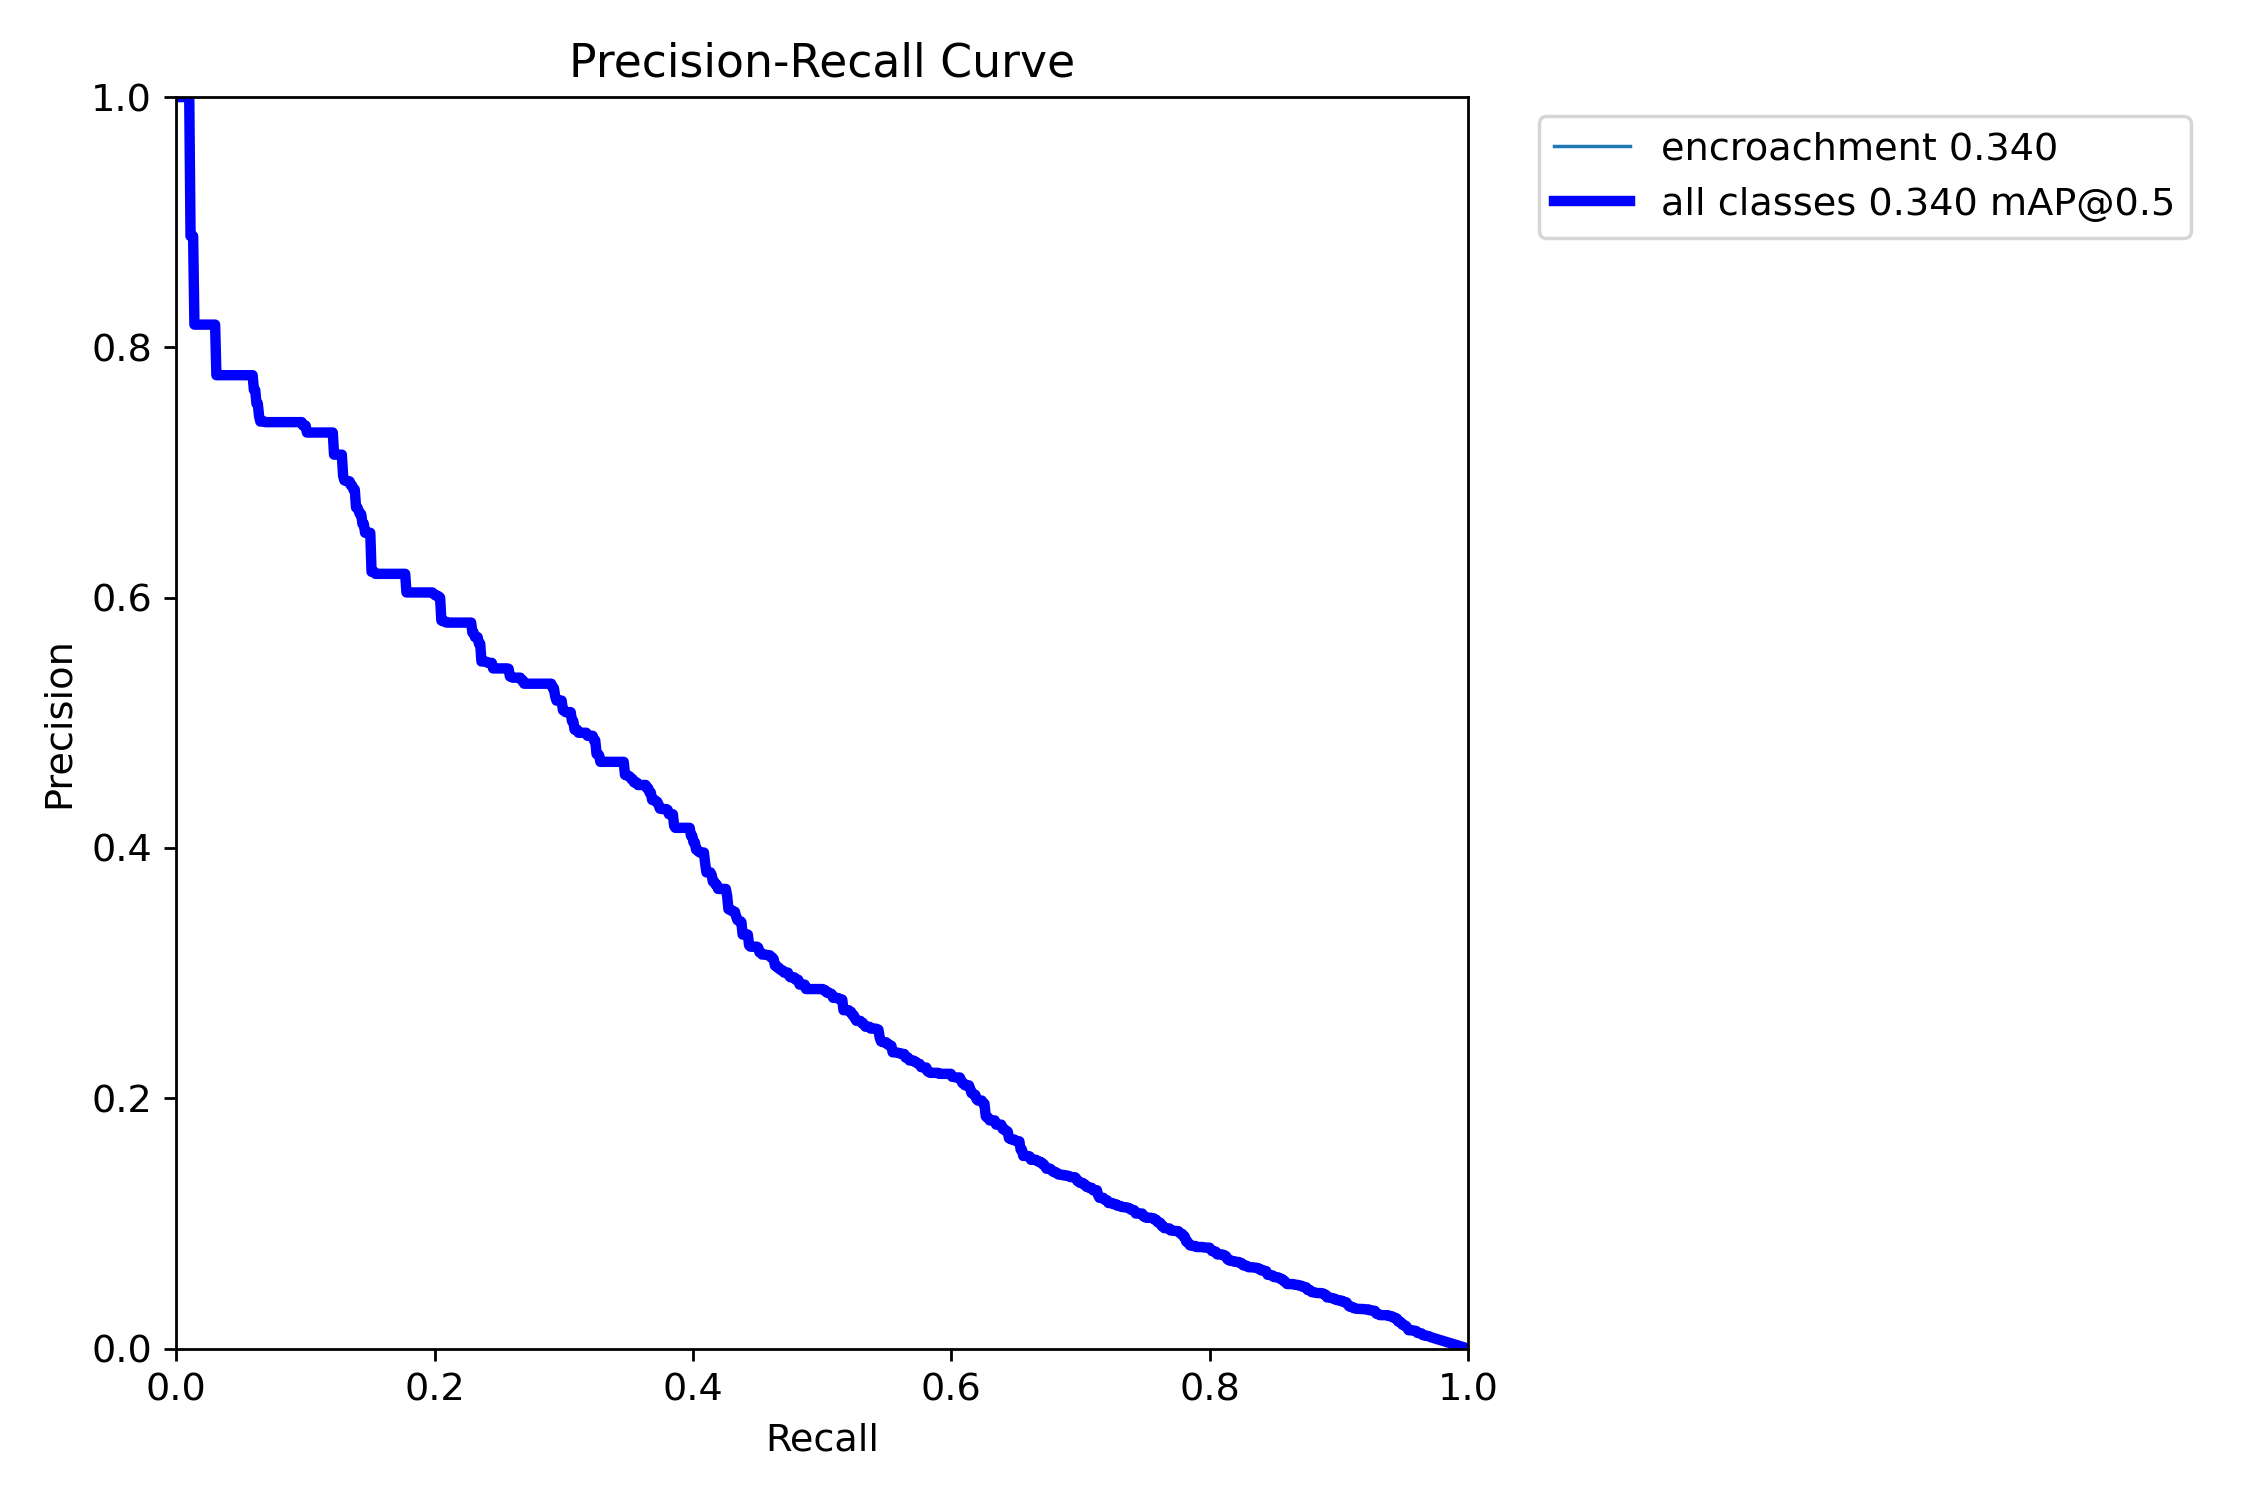 Precision-Recall Curve
encroachment 0.340
all classes 0.340 mAP@0.5
Precision
1.0
0.8
0.6
0.4
0.2
0.0
0.0 0.2 0.4 0.6 0.8 1.0
Recall